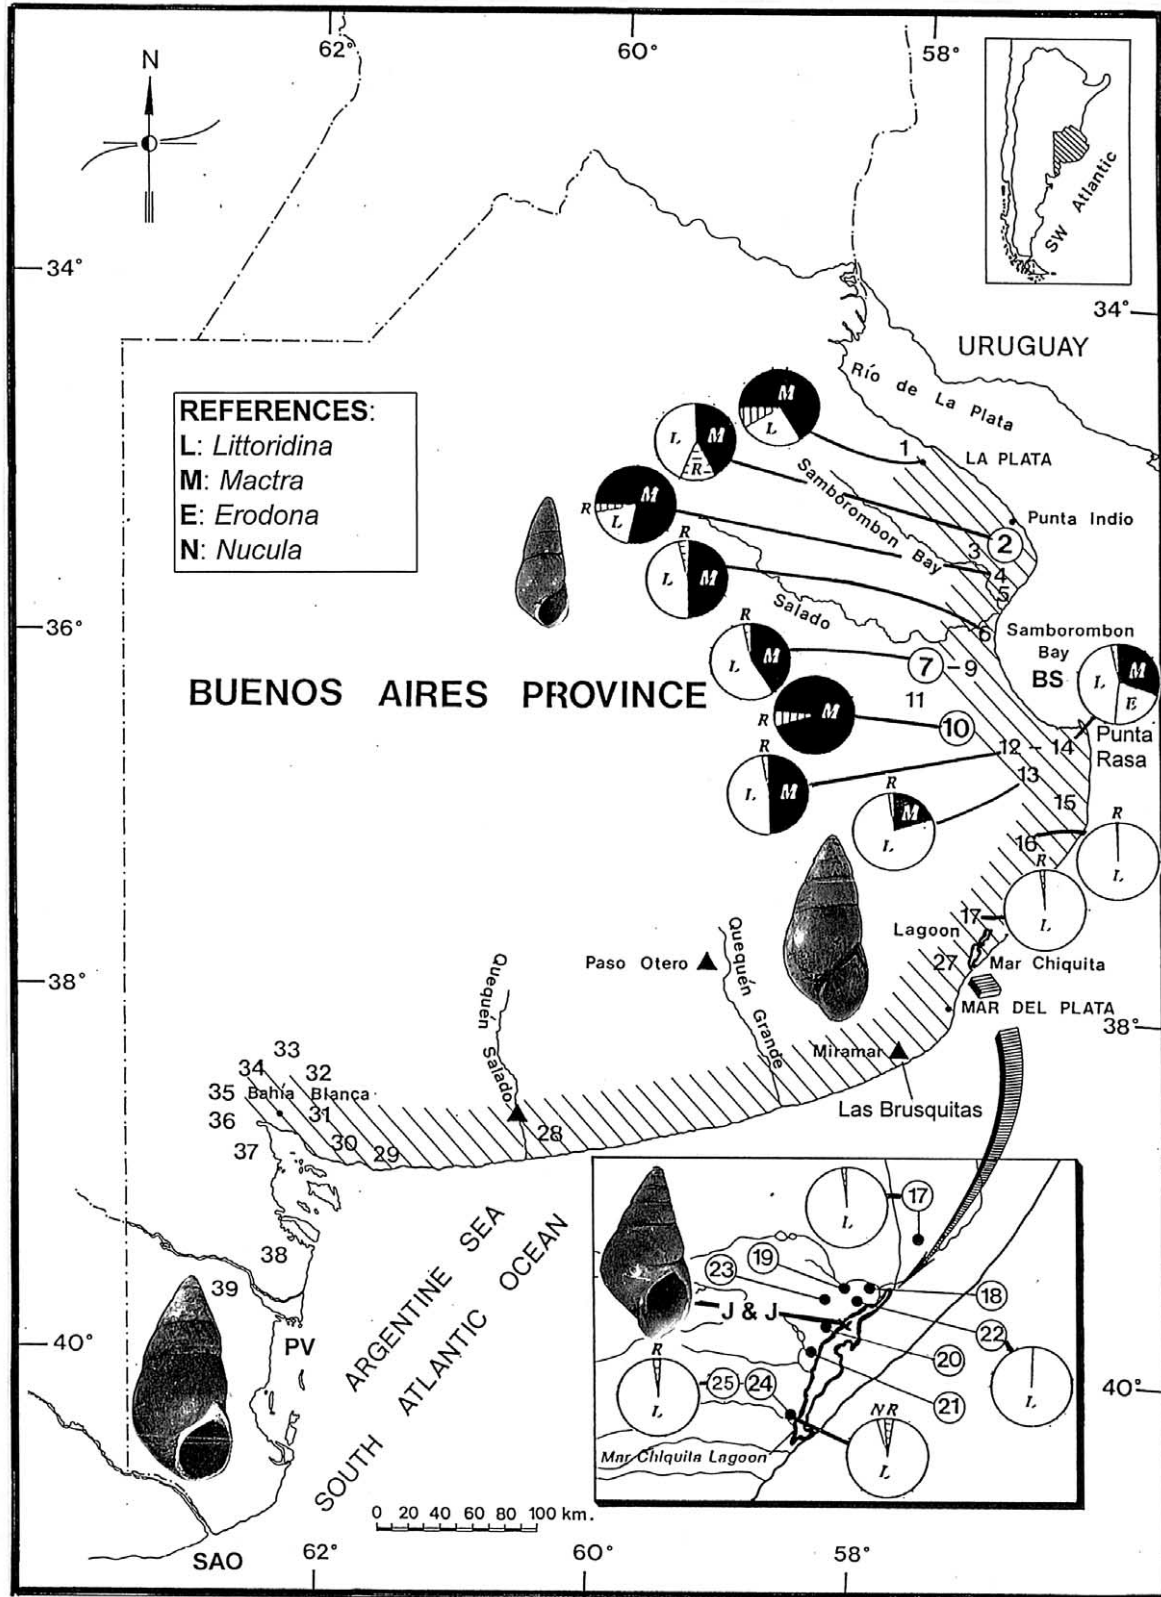 62°
60°
58°
N
SW Atlantic
34°
34°
URUGUAY
Río de La Plata
REFERENCES:
L: Littoridina
M: Mactra
E: Erodona
N: Nucula
M
L
1
LA PLATA
L
M
R
Samborombon Bay
Punta Indio
2
M
R
L
3
4
5
R
L
M
Salado
6
36°
Samborombon
Bay
BS
R
L
M
7 - 9
L
M
E
BUENOS AIRES PROVINCE
11
M
R
10
Punta
Rasa
12 - 14
R
L
M
13
R
M
L
15
16
R
L
R
L
17
Lagoon
Quequén Grande
Paso Otero
27
Mar Chiquita
38°
Quequén Salado
MAR DEL PLATA
38°
Miramar
33
34
32
35
Bahía Blança
36
31
Las Brusquitas
37
30
29
28
38
39
ARGENTINE SEA
SOUTH ATLANTIC OCEAN
PV
40°
L
17
19
23
18
J & J
22
20
R
L
25
24
21
L
40°
N R
L
Mar Chiquita Lagoon
0 20 40 60 80 100 km.
SAO
62°
60°
58°